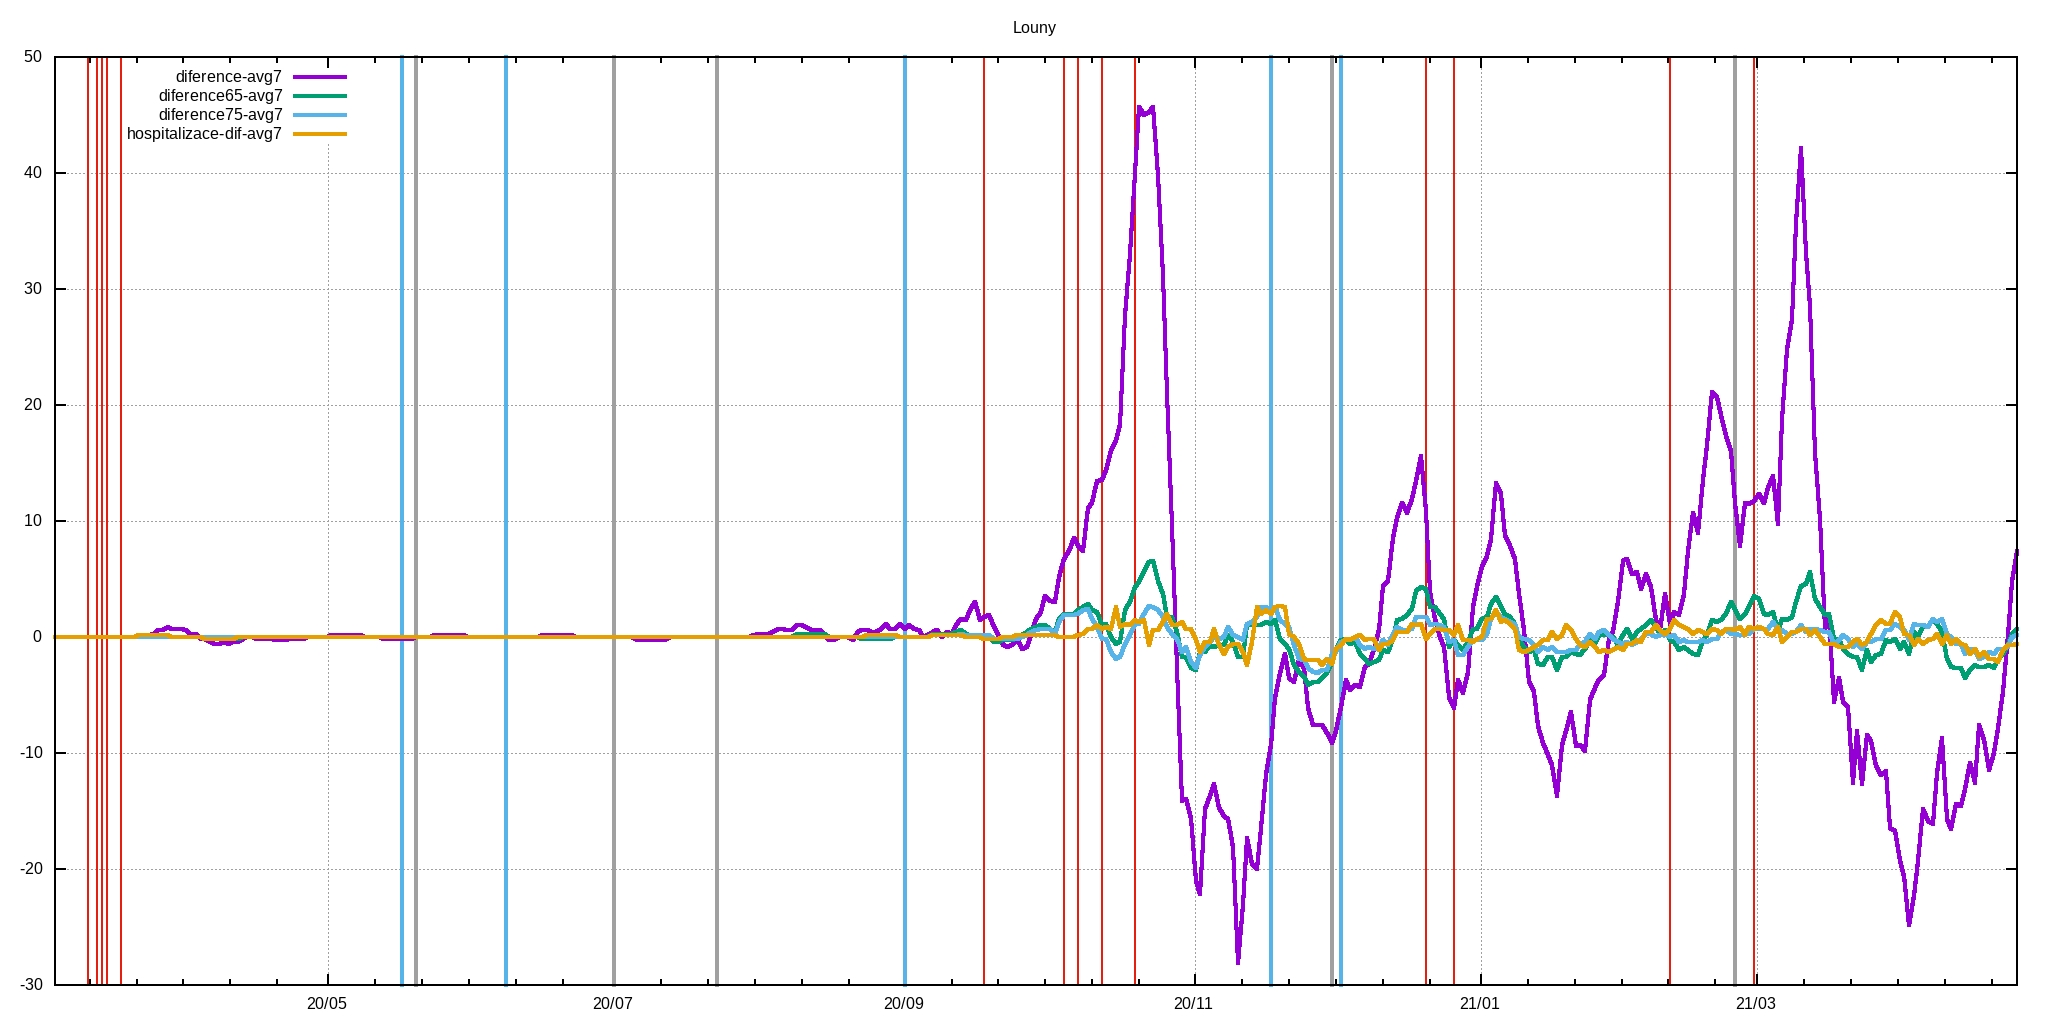 Louny
50
40
30
20
10
0
-10
-20
-30
diference-avg7
diference65-avg7
diference75-avg7
hospitalizace-dif-avg7
20/05 20/07 20/09 20/11 21/01 21/03